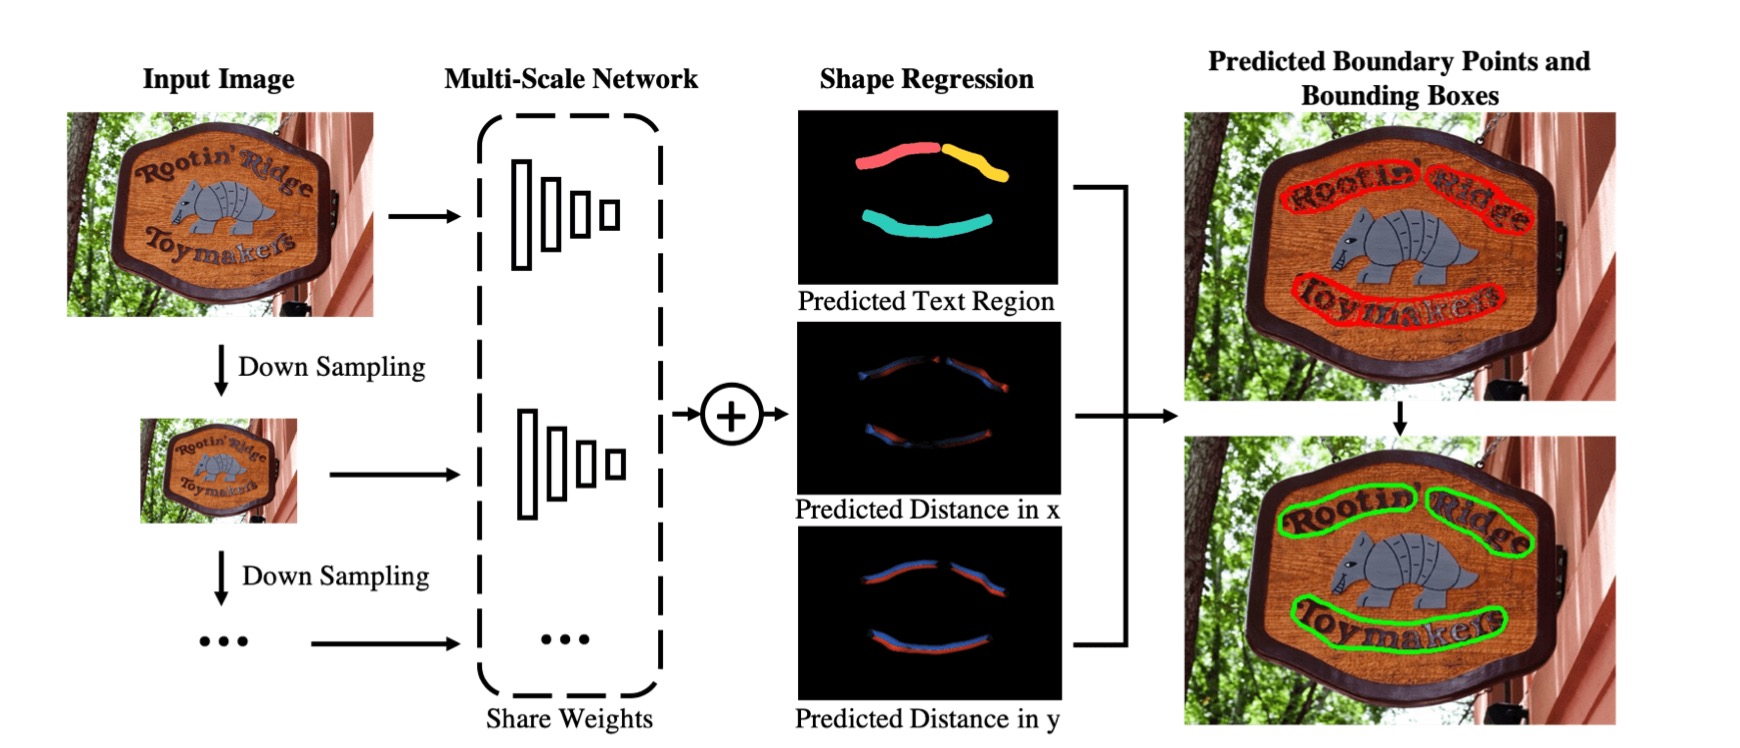 Input Image
Multi-Scale Network
Shape Regression
Predicted Boundary Points and
Bounding Boxes
Rootin' Ridge
Toymakers
Down Sampling
Rootin' Ridge
Toymakers
Down Sampling
Share Weights
Predicted Text Region
Predicted Distance in x
Predicted Distance in y
Rootin' Ridge
Toymakers
Rootin' Ridge
Toymakers